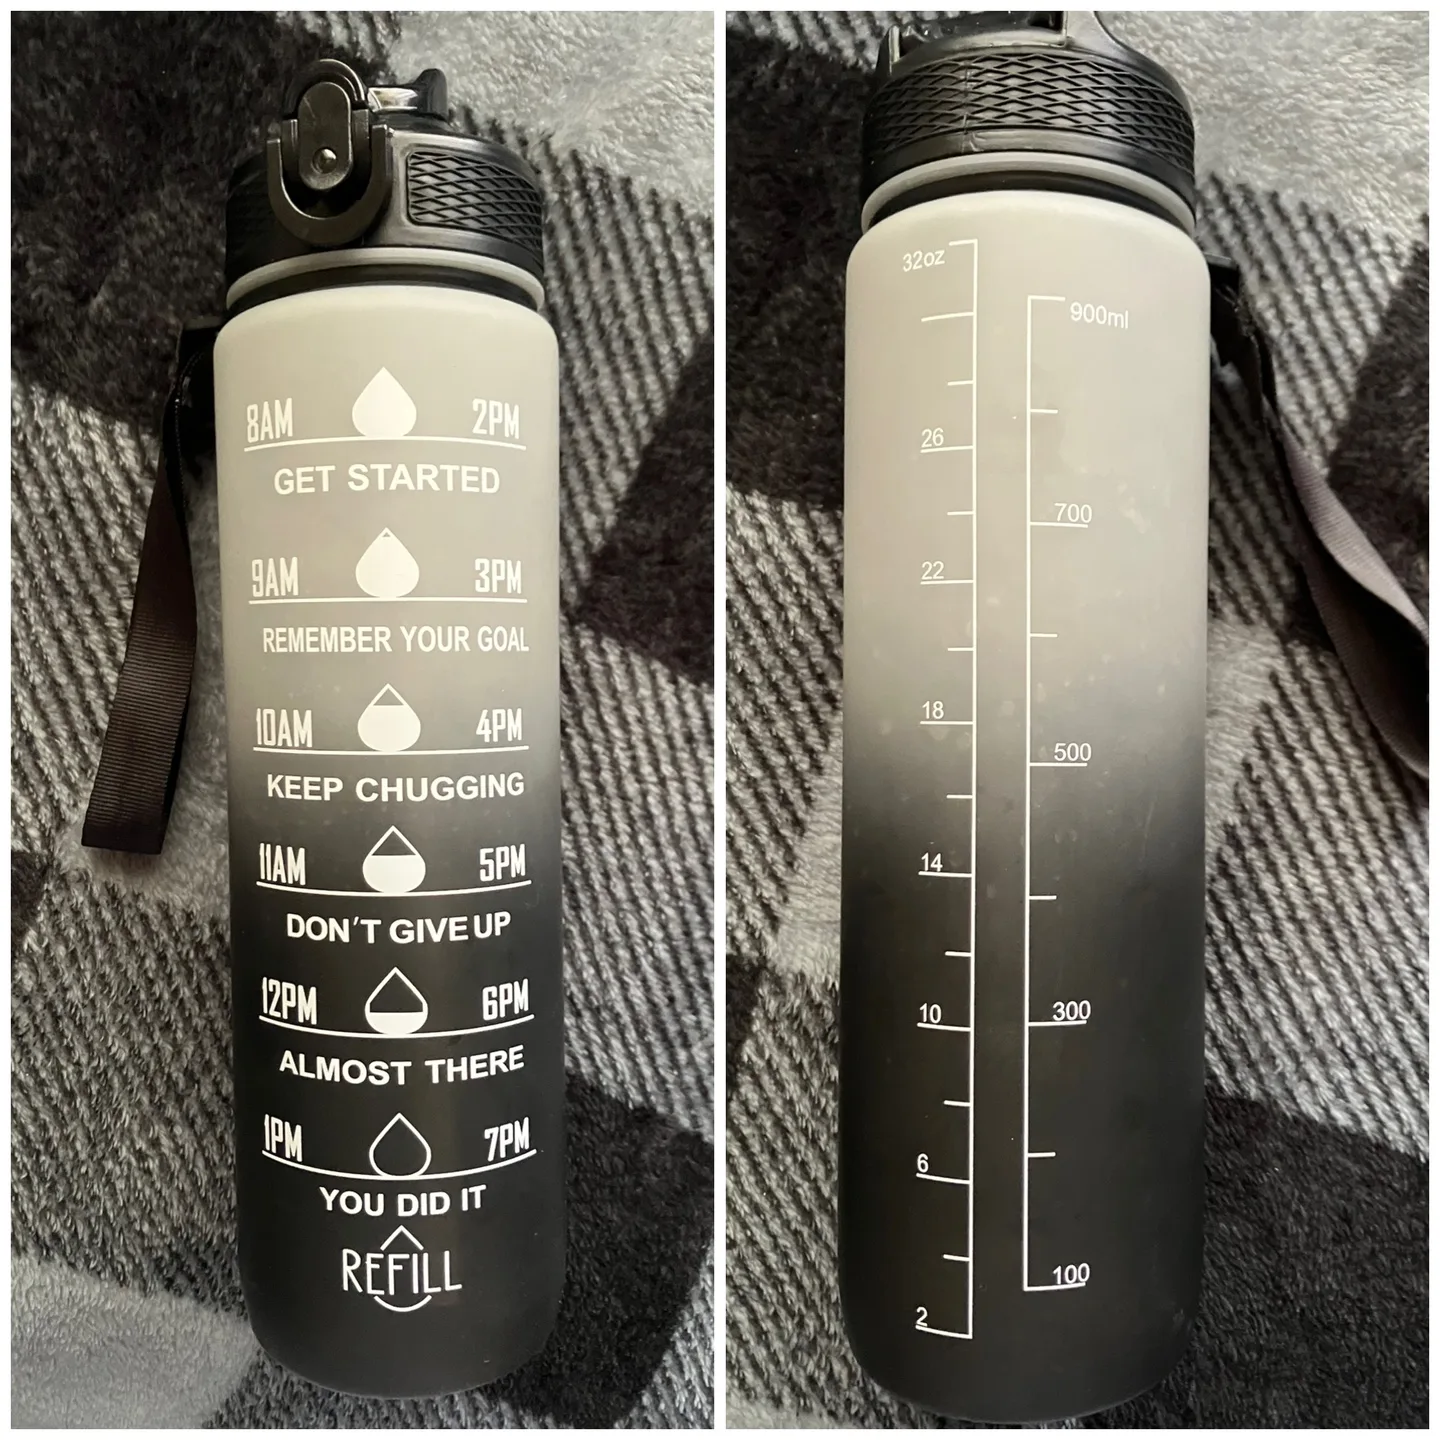 8AM 2PM
GET STARTED
9AM 3PM
REMEMBER YOUR GOAL
10AM 4PM
KEEP CHUGGING
11AM 5PM
DON'T GIVE UP
12PM 6PM
ALMOST THERE
1PM 7PM
YOU DID IT
REFILL
32oz
26
22
18
14
10
6
2
900ml
700
500
300
100